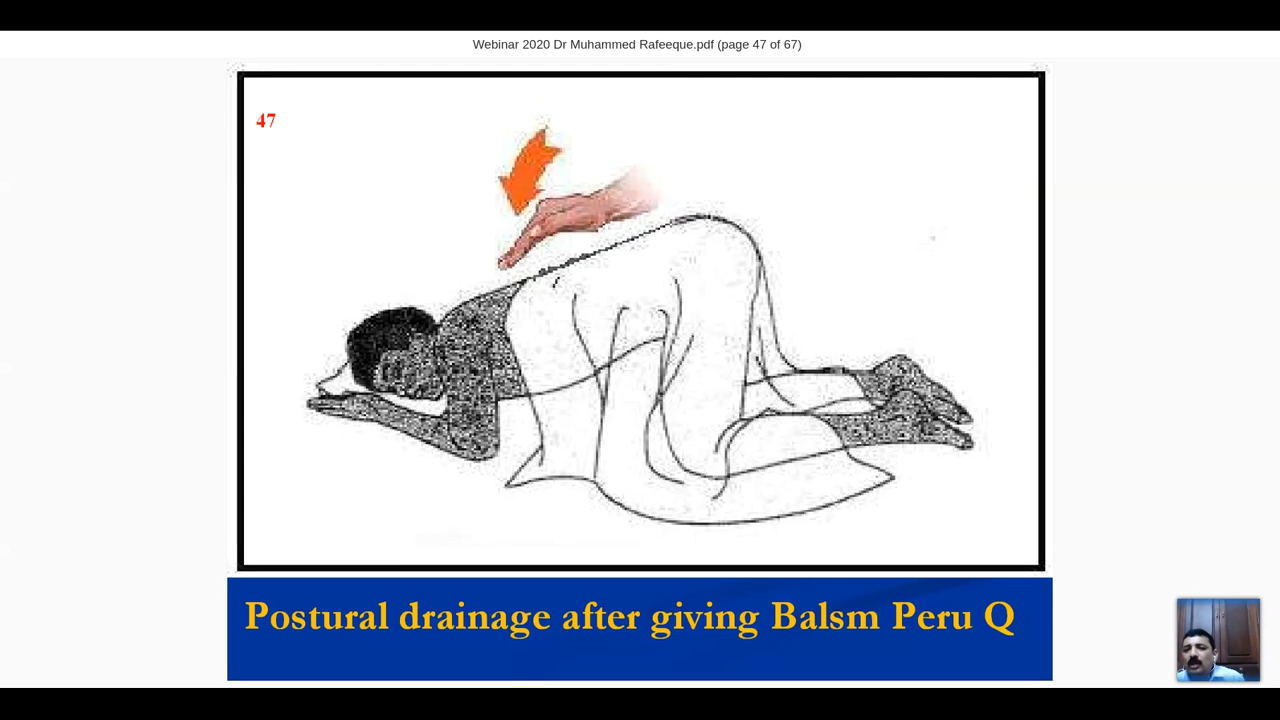 Webinar 2020 Dr Muhammed Rafeeque.pdf (page 47 of 67)
47
Postural drainage after giving Balsm Peru Q